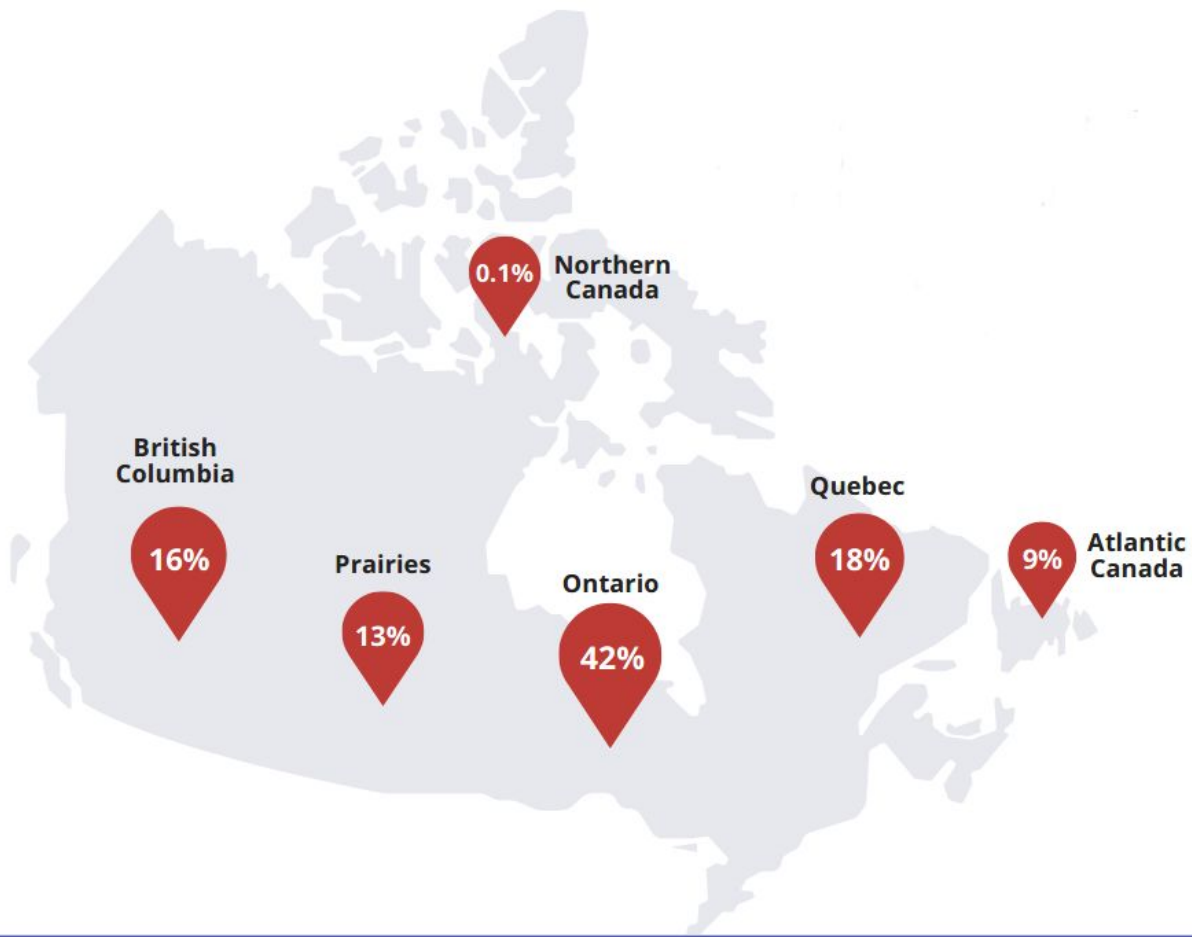 0.1%
Northern
Canada
British
Columbia
16%
Prairies
13%
Ontario
42%
Quebec
18%
Atlantic
Canada
9%